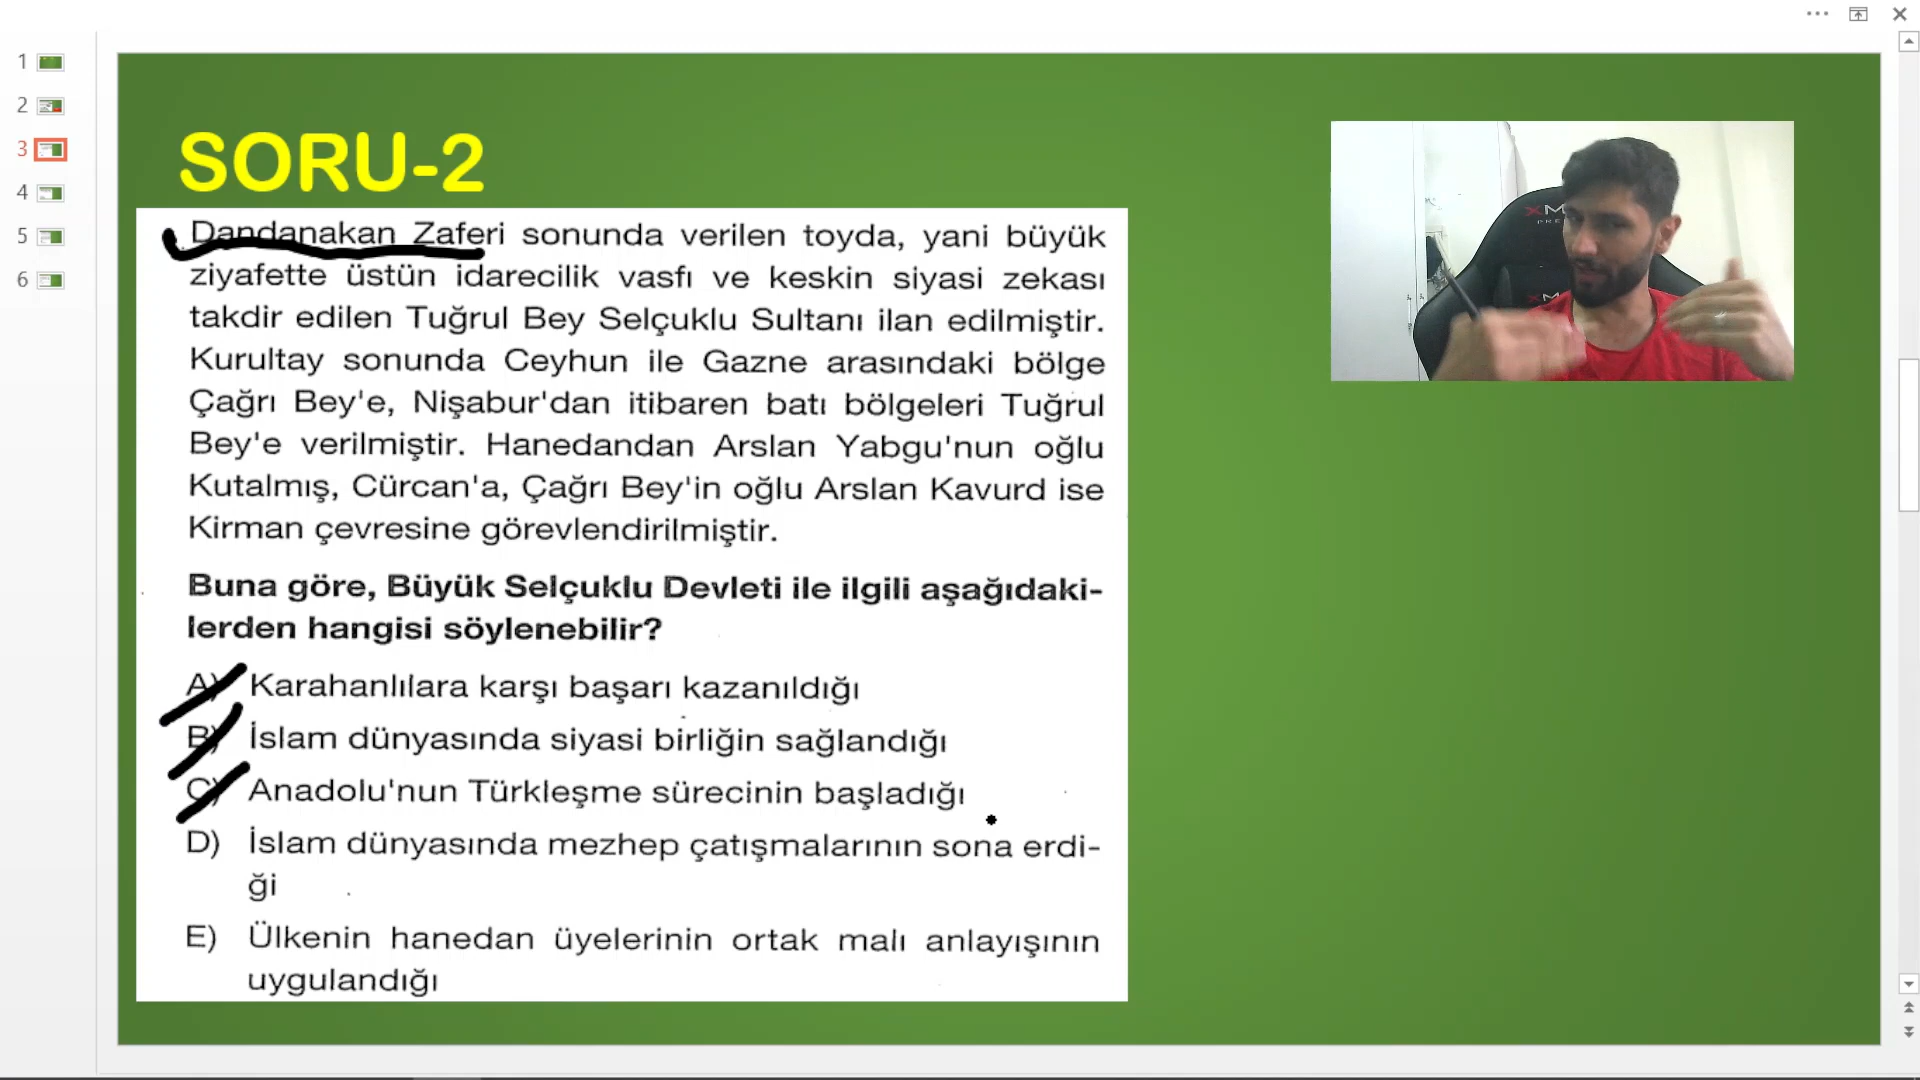 1
2
3
4
5
6
SORU-2
Dandanakan Zaferi sonunda verilen toyda, yani büyük
ziyafette üstün idarecilik vasfı ve keskin siyasi zekası
takdir edilen Tuğrul Bey Selçuklu Sultanı ilan edilmiştir.
Kurultay sonunda Ceyhun ile Gazne arasındaki bölge
Çağrı Bey'e, Nişabur'dan itibaren batı bölgeleri Tuğrul
Bey'e verilmiştir. Hanedandan Arslan Yabgu'nun oğlu
Kutalmış, Cürcan'a, Çağrı Bey'in oğlu Arslan Kavurd ise
Kirman çevresine görevlendirilmiştir.
Buna göre, Büyük Selçuklu Devleti ile ilgili aşağıdaki-
lerden hangisi söylenebilir?
A) Karahanlılara karşı başarı kazanıldığı
B) İslam dünyasında siyasi birliğin sağlandığı
C) Anadolu'nun Türkleşme sürecinin başladığı
D) İslam dünyasında mezhep çatışmalarının sona erdi-
ği
E) Ülkenin hanedan üyelerinin ortak malı anlayışının
uygulandığı